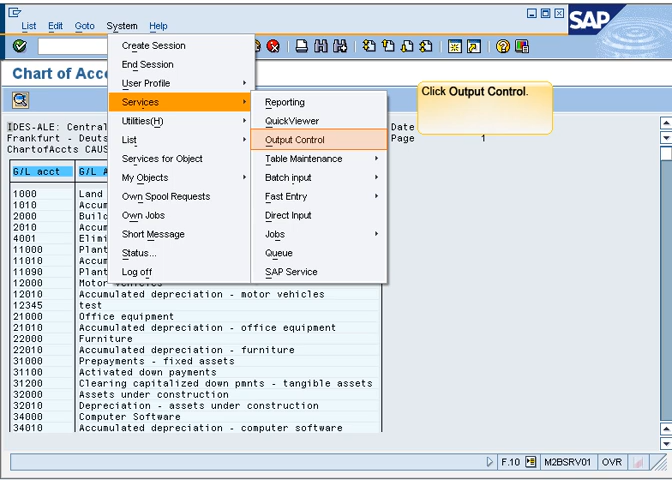 List Edit Goto System Help
SAP
Chart of Acc
Create Session
End Session
User Profile
Services
Utilities(H)
List
Services for Object
My Objects
Own Spool Requests
Own Jobs
Short Message
Status...
Log off
Reporting
QuickViewer
Output Control
Table Maintenance
Batch input
Fast Entry
Direct Input
Jobs
Queue
SAP Service
Click Output Control.
IDES-ALE: Central
Date
Frankfurt - Deuts
Page 1
ChartofAccts CAUS
G/L acct G/L A
1000 Land
1010 Accum
2000 Build
2010 Accum
4001 Elimi
11000 Plant
11010 Accum
11090 Plant
12000 Motor vehicles
12010 Accumulated depreciation - motor vehicles
12345 test
21000 Office equipment
21010 Accumulated depreciation - office equipment
22000 Furniture
22010 Accumulated depreciation - furniture
31000 Prepayments - fixed assets
31100 Activated down payments
31200 Clearing capitalized down pmnts - tangible assets
32000 Assets under construction
32010 Depreciation - assets under construction
34000 Computer Software
34010 Accumulated depreciation - computer software
F.10 M2BSRV01 OVR